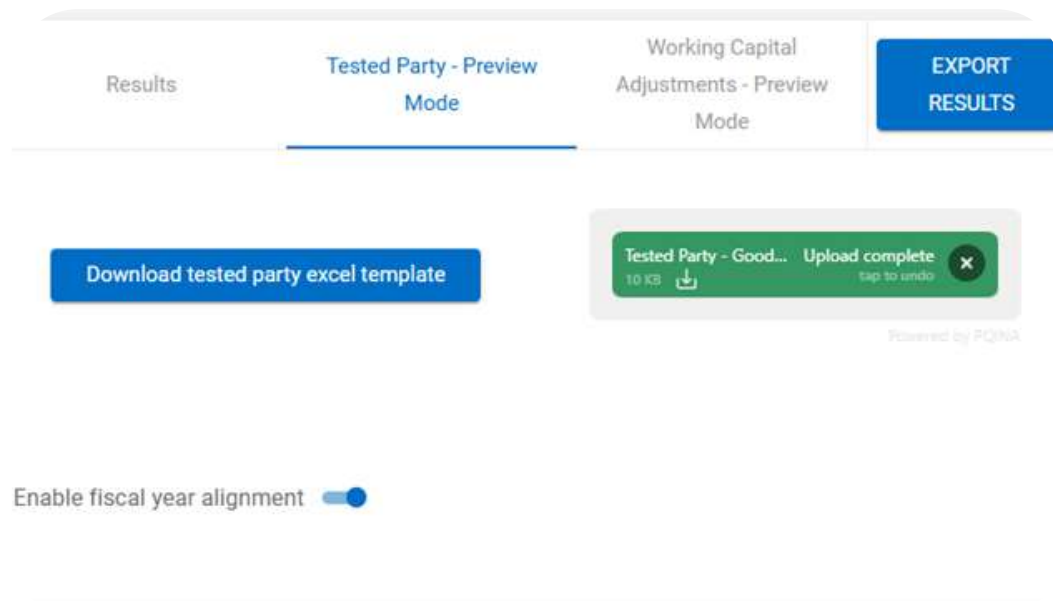 Results
Tested Party - Preview
Mode
Working Capital
Adjustments - Preview
Mode
EXPORT
RESULTS
Download tested party excel template
Tested Party - Good... Upload complete
10 KB tap to undo
Powered by PQINA
Enable fiscal year alignment